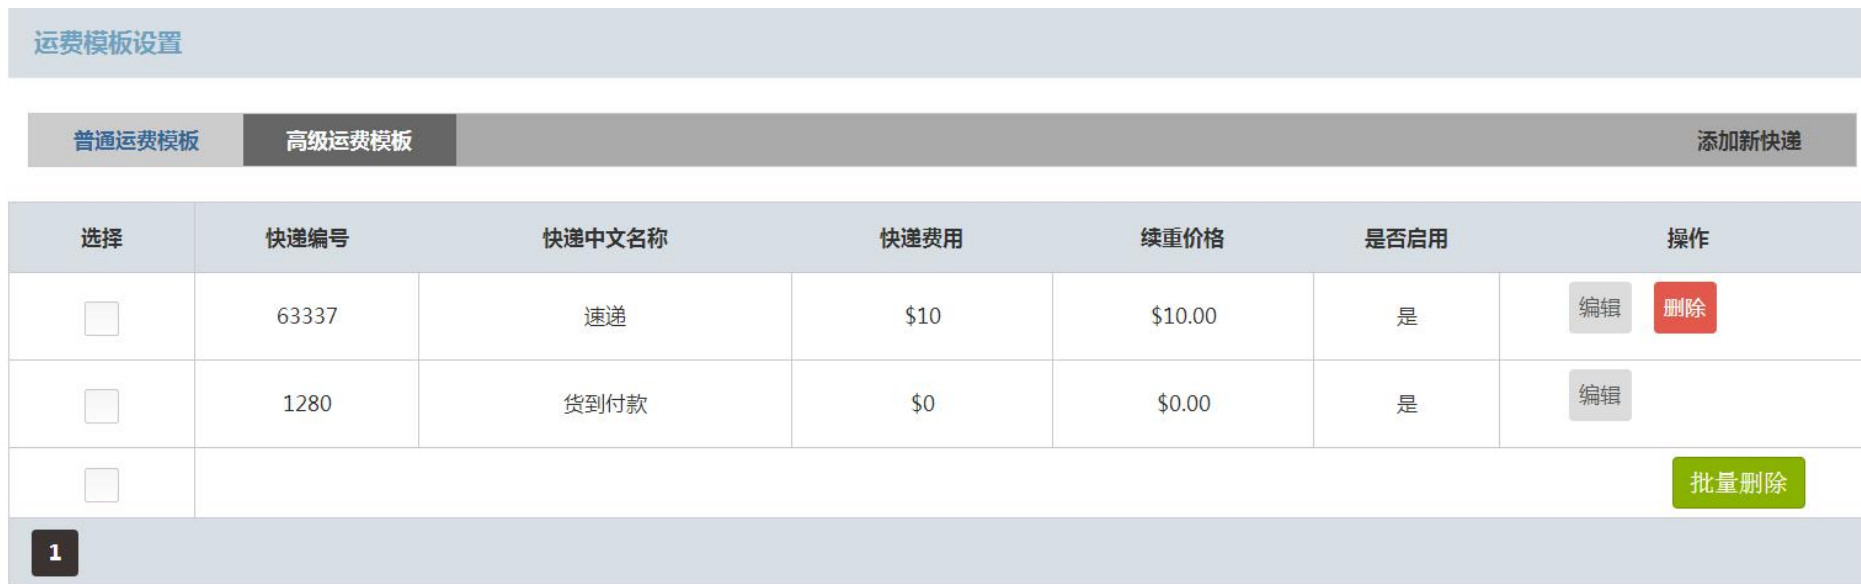 运费模板设置
普通运费模板 高级运费模板 添加新快递
选择 快递编号 快递中文名称 快递费用 续重价格 是否启用 操作
63337 速递 $10 $10.00 是 编辑 删除
1280 货到付款 $0 $0.00 是 编辑
批量删除
1